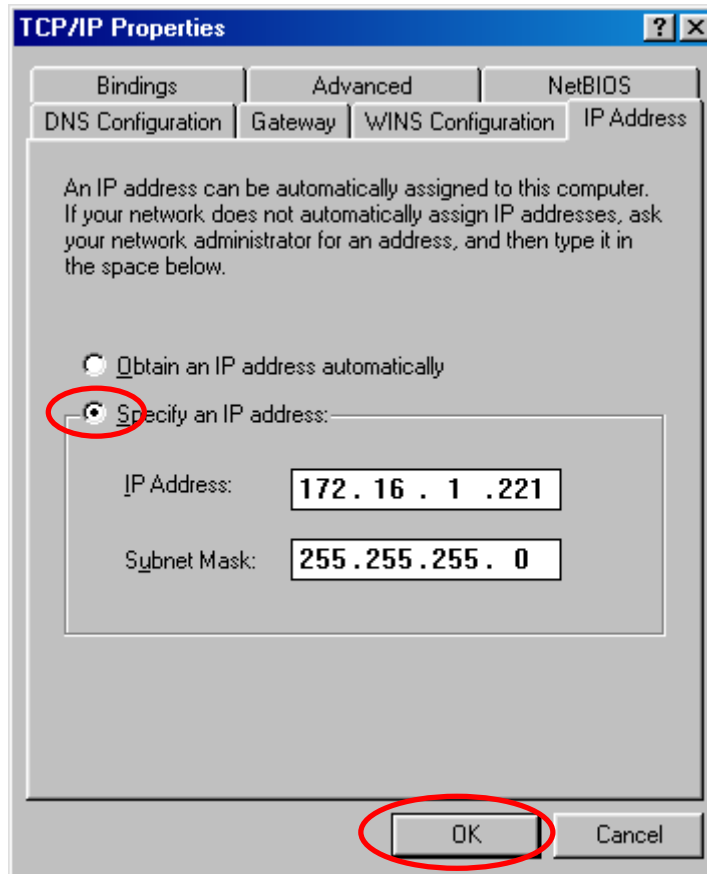 TCP/IP Properties
Bindings Advanced NetBIOS
DNS Configuration Gateway WINS Configuration IP Address
An IP address can be automatically assigned to this computer.
If your network does not automatically assign IP addresses, ask
your network administrator for an address, and then type it in
the space below.
Obtain an IP address automatically
Specify an IP address:
IP Address: 172. 16 . 1 .221
Subnet Mask: 255.255.255. 0
OK Cancel